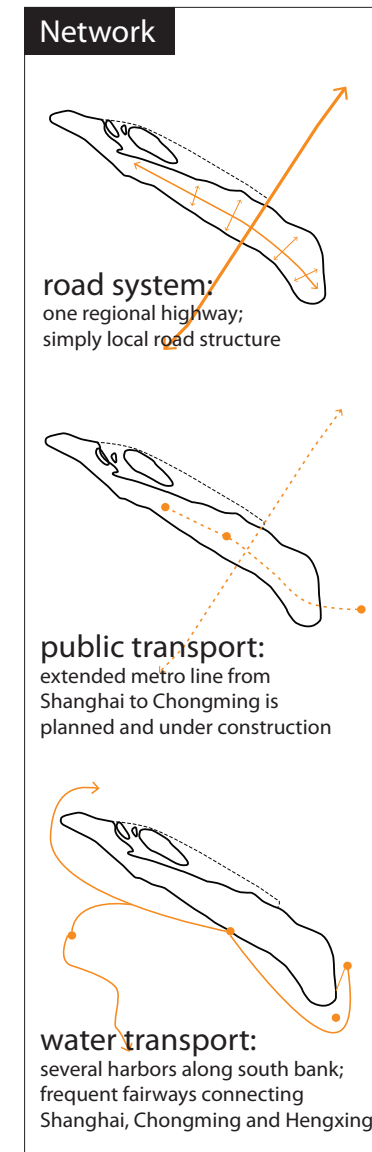 Network
road system:
one regional highway;
simply local road structure
public transport:
extended metro line from
Shanghai to Chongming is
planned and under construction
water transport:
several harbors along south bank;
frequent fairways connecting
Shanghai, Chongming and Hengxing